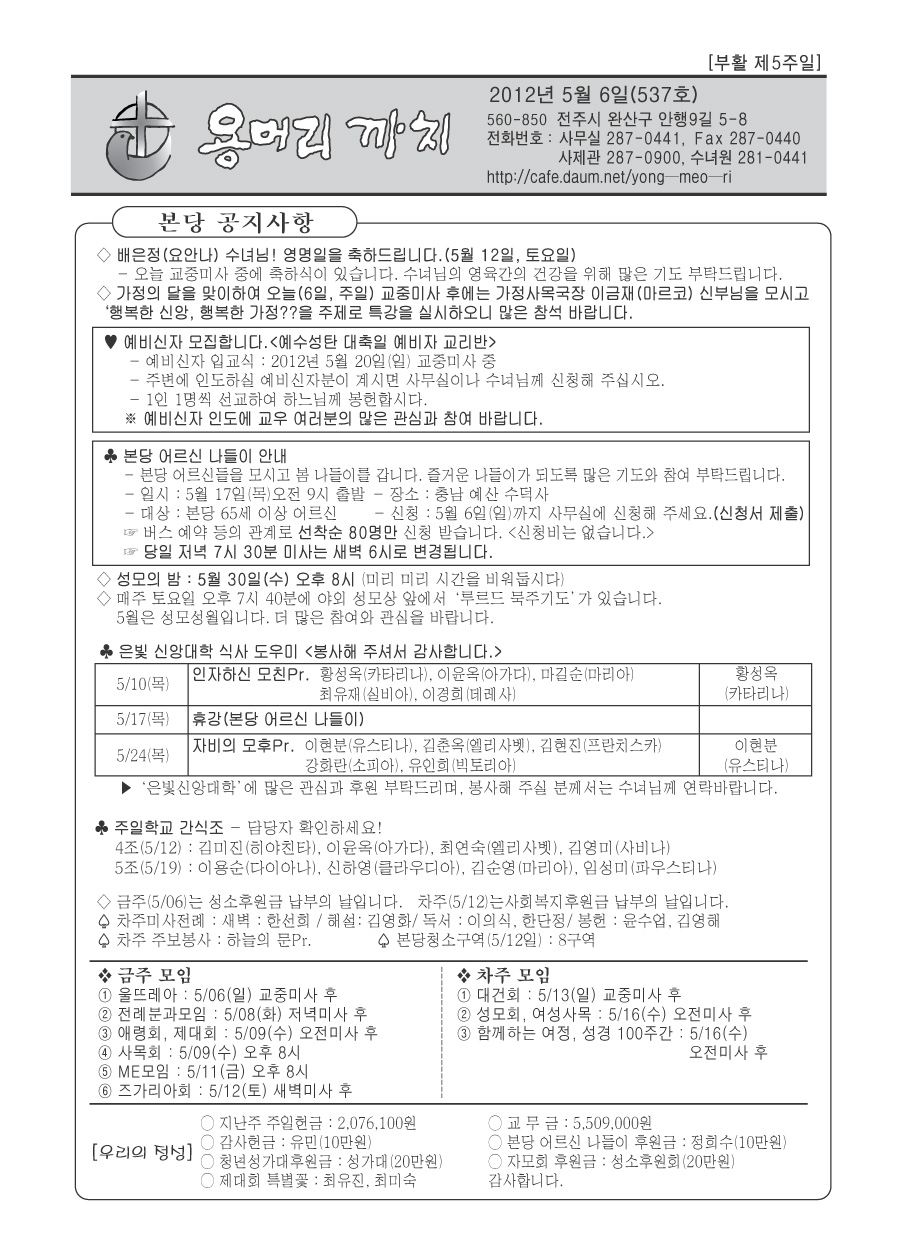 [부활 제5주일]
용머리 까치
2012년 5월 6일(537호)
560-850 전주시 완산구 안행9길 5-8
전화번호 : 사무실 287-0441, Fax 287-0440
사제관 287-0900, 수녀원 281-0441
http://cafe.daum.net/yong─meo─ri
본당 공지사항
◇ 배은정(요안나) 수녀님! 영명일을 축하드립니다.(5월 12일, 토요일)
- 오늘 교중미사 중에 축하식이 있습니다. 수녀님의 영육간의 건강을 위해 많은 기도 부탁드립니다.
◇ 가정의 달을 맞이하여 오늘(6일, 주일) 교중미사 후에는 가정사목국장 이금재(마르코) 신부님을 모시고
‘행복한 신앙, 행복한 가정??을 주제로 특강을 실시하오니 많은 참석 바랍니다.
♥ 예비신자 모집합니다.<예수성탄 대축일 예비자 교리반>
- 예비신자 입교식 : 2012년 5월 20일(일) 교중미사 중
- 주변에 인도하실 예비신자분이 계시면 사무실이나 수녀님께 신청해 주십시오.
- 1인 1명씩 선교하여 하느님께 봉헌합시다.
※ 예비신자 인도에 교우 여러분의 많은 관심과 참여 바랍니다.
♣ 본당 어르신 나들이 안내
- 본당 어르신들을 모시고 봄 나들이를 갑니다. 즐거운 나들이가 되도록 많은 기도와 참여 부탁드립니다.
- 일시 : 5월 17일(목)오전 9시 출발 - 장소 : 충남 예산 수덕사
- 대상 : 본당 65세 이상 어르신 - 신청 : 5월 6일(일)까지 사무실에 신청해 주세요.(신청서 제출)
☞ 버스 예약 등의 관계로 선착순 80명만 신청 받습니다. <신청비는 없습니다.>
☞ 당일 저녁 7시 30분 미사는 새벽 6시로 변경됩니다.
◇ 성모의 밤 : 5월 30일(수) 오후 8시 (미리 미리 시간을 비워둡시다)
◇ 매주 토요일 오후 7시 40분에 야외 성모상 앞에서 ‘루르드 묵주기도’가 있습니다.
5월은 성모성월입니다. 더 많은 참여와 관심을 바랍니다.
♣ 은빛 신앙대학 식사 도우미 <봉사해 주셔서 감사합니다.>
5/10(목) 인자하신 모친Pr. 황성옥(카타리나), 이윤옥(아가다), 마길순(마리아) 황성옥
최유재(실비아), 이경희(데레사) (카타리나)
5/17(목) 휴강(본당 어르신 나들이)
5/24(목) 자비의 모후Pr. 이현분(유스티나), 김춘옥(엘리사벳), 김현진(프란치스카) 이현분
강화란(소피아), 유인희(빅토리아) (유스티나)
▶ ‘은빛신앙대학’에 많은 관심과 후원 부탁드리며, 봉사해 주실 분께서는 수녀님께 연락바랍니다.
♣ 주일학교 간식조 - 담당자 확인하세요!
4조(5/12) : 김미진(히야친타), 이윤옥(아가다), 최연숙(엘리사벳), 김영미(사비나)
5조(5/19) : 이용순(다이아나), 신하영(클라우디아), 김순영(마리아), 임성미(파우스티나)
◇ 금주(5/06)는 성소후원금 납부의 날입니다. 차주(5/12)는사회복지후원금 납부의 날입니다.
♤ 차주미사전례 : 새벽 : 한선희 / 해설: 김영화/ 독서 : 이의식, 한단정/ 봉헌 : 윤수업, 김영해
♤ 차주 주보봉사 : 하늘의 문Pr. ♤ 본당청소구역(5/12일) : 8구역
❖ 금주 모임
① 울뜨레아 : 5/06(일) 교중미사 후
② 전례분과모임 : 5/08(화) 저녁미사 후
③ 애령회, 제대회 : 5/09(수) 오전미사 후
④ 사목회 : 5/09(수) 오후 8시
⑤ ME모임 : 5/11(금) 오후 8시
⑥ 즈가리아회 : 5/12(토) 새벽미사 후
❖ 차주 모임
① 대건회 : 5/13(일) 교중미사 후
② 성모회, 여성사목 : 5/16(수) 오전미사 후
③ 함께하는 여정, 성경 100주간 : 5/16(수)
오전미사 후
[우리의 정성]
○ 지난주 주일헌금 : 2,076,100원
○ 감사헌금 : 유민(10만원)
○ 청년성가대후원금 : 성가대(20만원)
○ 제대회 특별꽃 : 최유진, 최미숙
○ 교 무 금 : 5,509,000원
○ 본당 어르신 나들이 후원금 : 정희수(10만원)
○ 자모회 후원금 : 성소후원회(20만원)
감사합니다.